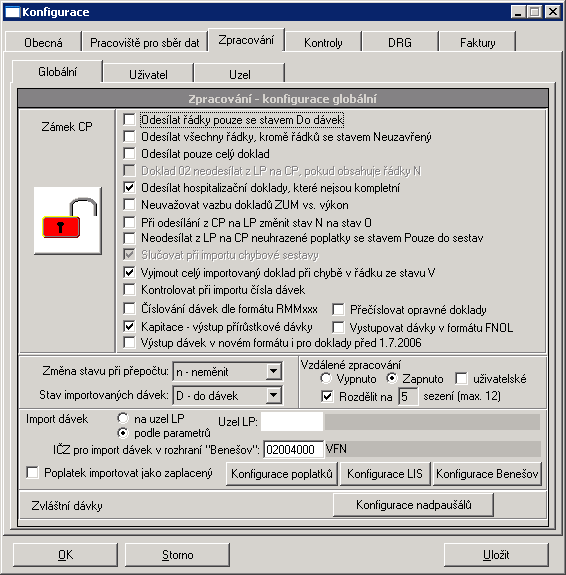 Konfigurace
Obecná Pracoviště pro sběr dat Zpracování Kontroly DRG Faktury
Globální Uživatel Uzel
Zpracování - konfigurace globální
Zámek CP
Odesílat řádky pouze se stavem Do dávek
Odesílat všechny řádky, kromě řádků se stavem Neuzavřený
Odesílat pouze celý doklad
Doklad 02 neodesílat z LP na CP, pokud obsahuje řádky N
Odesílat hospitalizační doklady, které nejsou kompletní
Neuvažovat vazbu dokladů ZUM vs. výkon
Při odesílání z CP na LP změnit stav N na stav O
Neodesílat z LP na CP neuhrazené poplatky se stavem Pouze do sestav
Slučovat při importu chybové sestavy
Vyjmout celý importovaný doklad při chybě v řádku ze stavu V
Kontrolovat při importu čísla dávek
Číslování dávek dle formátu RMMxxx Přečíslovat opravné doklady
Kapitace - výstup přírůstkové dávky Vystupovat dávky v formátu FNOL
Výstup dávek v novém formátu i pro doklady před 1.7.2006
Změna stavu při přepočtu: n - neměnit
Stav importovaných dávek: D - do dávek
Vzdálené zpracování
Vypnuto Zapnuto uživatelské
Rozdělit na 5 sezení (max. 12)
Import dávek na uzel LP Uzel LP:
podle parametrů
IČZ pro import dávek v rozhraní "Benešov": 02004000 VFN
Poplatek importovat jako zaplacený Konfigurace poplatků Konfigurace LIS Konfigurace Benešov
Zvláštní dávky Konfigurace nadpaušálů
OK Storno Uložit